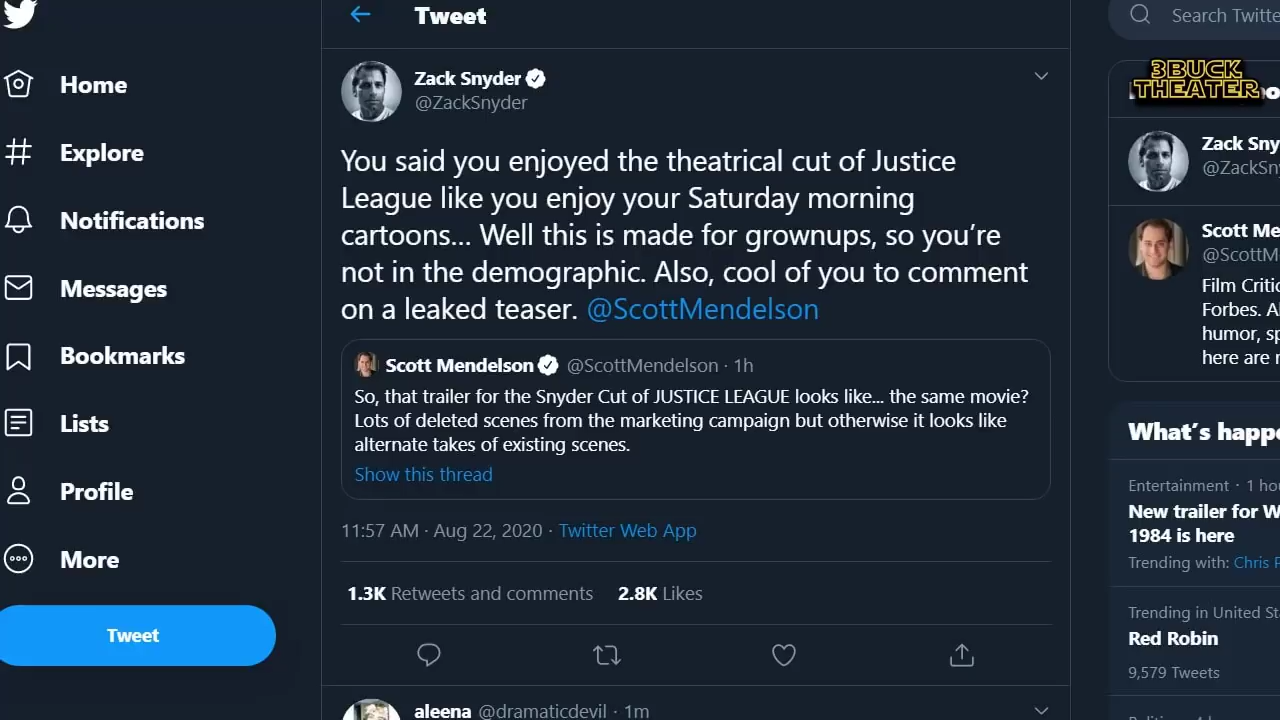 Tweet
Home
Explore
Notifications
Messages
Bookmarks
Lists
Profile
More
Tweet
Zack Snyder
@ZackSnyder
You said you enjoyed the theatrical cut of Justice
League like you enjoy your Saturday morning
cartoons... Well this is made for grownups, so you're
not in the demographic. Also, cool of you to comment
on a leaked teaser. @ScottMendelson
Scott Mendelson @ScottMendelson · 1h
So, that trailer for the Snyder Cut of JUSTICE LEAGUE looks like... the same movie?
Lots of deleted scenes from the marketing campaign but otherwise it looks like
alternate takes of existing scenes.
Show this thread
11:57 AM · Aug 22, 2020 · Twitter Web App
1.3K Retweets and comments 2.8K Likes
aleena @dramaticdevil · 1m
Search Twitte
3BUCK
THEATER
Zack Sny
@ZackSny
Scott Me
@ScottM
Film Critic
Forbes. A
humor, sp
here are r
What's happe
Entertainment · 1 hou
New trailer for W
1984 is here
Trending with: Chris P
Trending in United St
Red Robin
9,579 Tweets